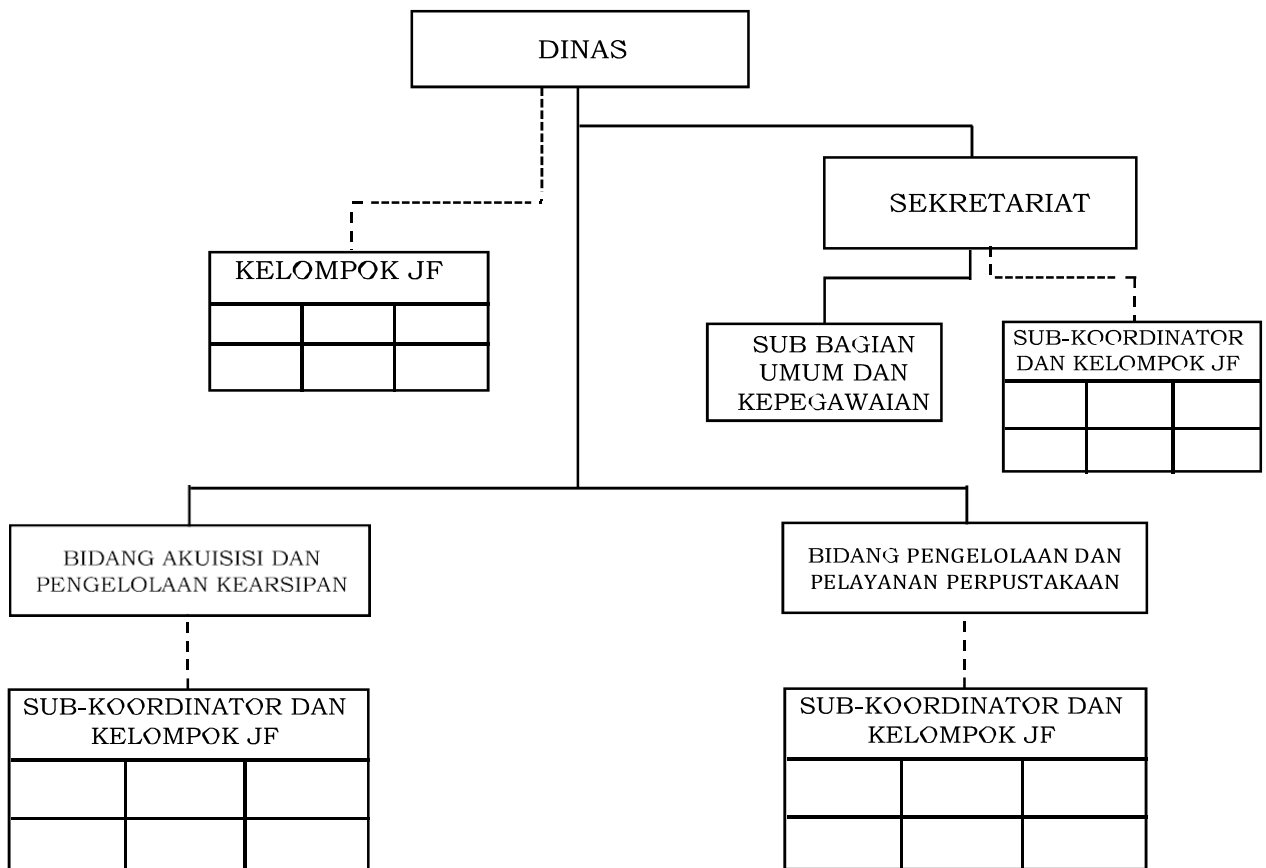 DINAS
SEKRETARIAT
KELOMPOK JF
SUB BAGIAN
UMUM DAN
KEPEGAWAIAN
SUB-KOORDINATOR
DAN KELOMPOK JF
BIDANG AKUISISI DAN
PENGELOLAAN KEARSIPAN
BIDANG PENGELOLAAN DAN
PELAYANAN PERPUSTAKAAN
SUB-KOORDINATOR DAN
KELOMPOK JF
SUB-KOORDINATOR DAN
KELOMPOK JF